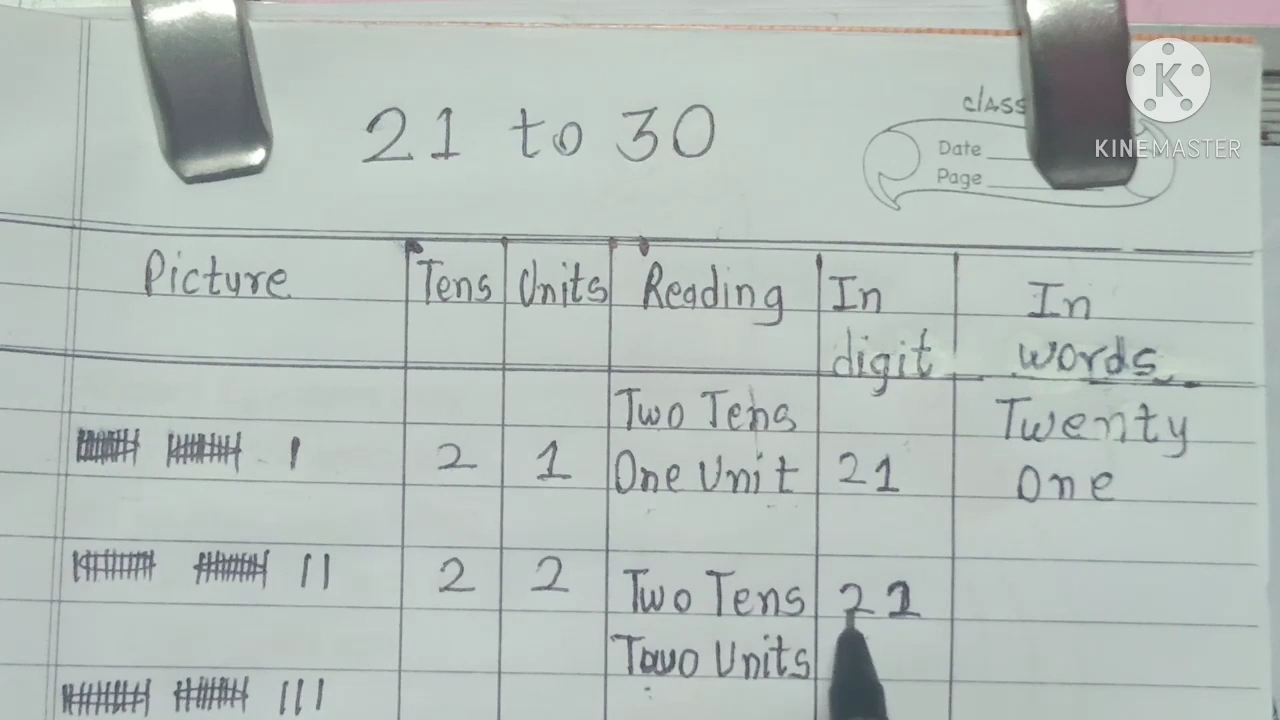 21 to 30
class
Date
Page
KINEMASTER
Picture Tens Units Reading In digit In words
Two Tens Twenty
2 1 One Unit 21 One
2 2 Two Tens 22
Two Units